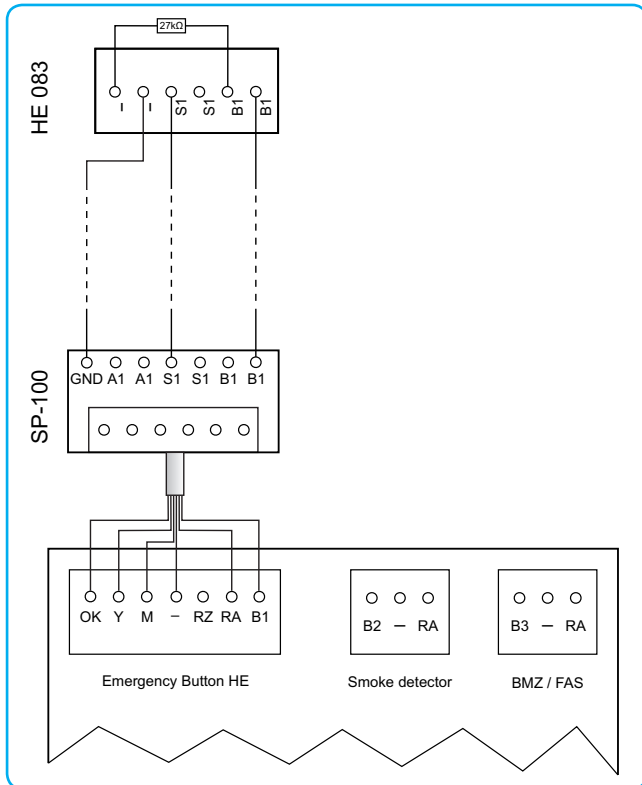 27kΩ
HE 083
– – S1 S1 B1 B1
SP-100
GND A1 A1 S1 S1 B1 B1
OK Y M – RZ RA B1
Emergency Button HE
B2 – RA
Smoke detector
B3 – RA
BMZ / FAS